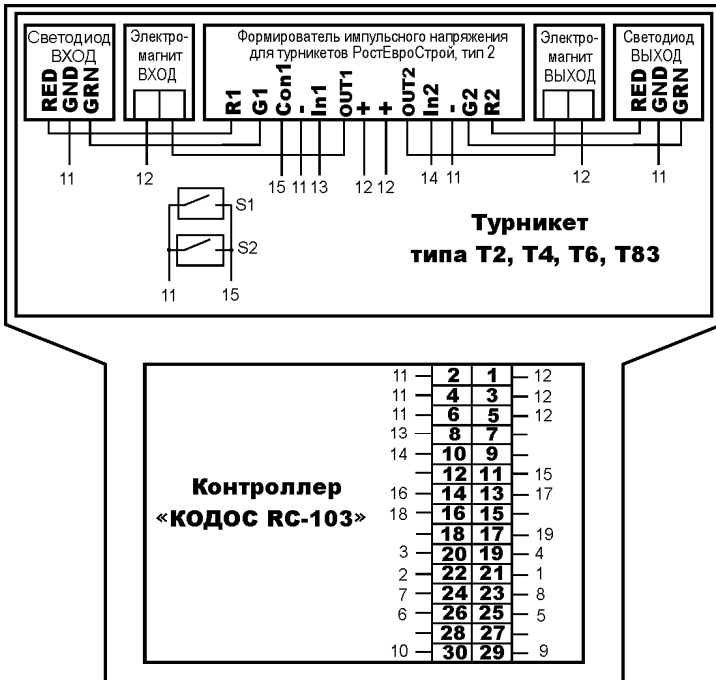 Светодиод
ВХОД
RED
GND
GRN
Электро-
магнит
ВХОД
Формирователь импульсного напряжения
для турникетов РостЕвроСтрой, тип 2
R1
G1
Con1
-
In1
OUT1
+
+
OUT2
In2
-
G2
R2
Электро-
магнит
ВЫХОД
Светодиод
ВЫХОД
RED
GND
GRN
11 12 15 11 13 12 12 14 11 12 11
S1
S2
11 15
Турникет
типа Т2, Т4, Т6, Т83
Контроллер
«КОДОС RC-103»
11 2 1 12
11 4 3 12
11 6 5 12
13 8 7
14 10 9
12 11 15
16 14 13 17
18 16 15
18 17 19
3 20 19 4
2 22 21 1
7 24 23 8
6 26 25 5
28 27
10 30 29 9